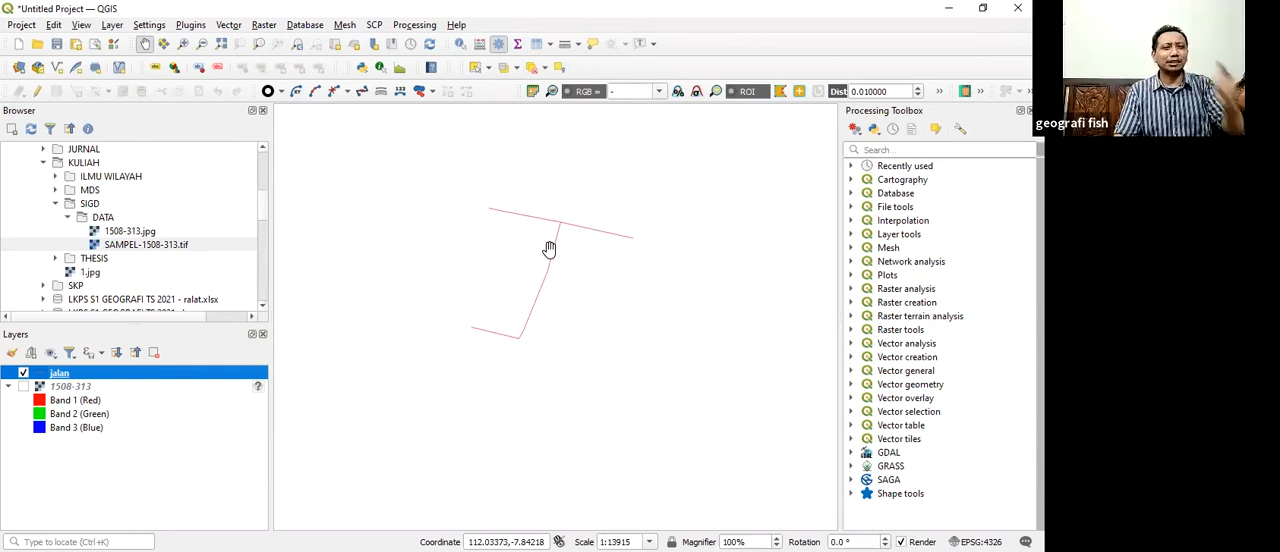 *Untitled Project — QGIS
Project Edit View Layer Settings Plugins Vector Raster Database Mesh SCP Processing Help
RGB = - ROI Dist 0.010000
Browser
JURNAL
KULIAH
ILMU WILAYAH
MDS
SIGD
DATA
1508-313.jpg
SAMPEL-1508-313.tif
THESIS
1.jpg
SKP
LKPS S1 GEOGRAFI TS 2021 - ralat.xlsx
Layers
jalan
1508-313 ?
Band 1 (Red)
Band 2 (Green)
Band 3 (Blue)
Processing Toolbox
Search...
Recently used
Cartography
Database
File tools
Interpolation
Layer tools
Mesh
Network analysis
Plots
Raster analysis
Raster creation
Raster terrain analysis
Raster tools
Vector analysis
Vector creation
Vector general
Vector geometry
Vector overlay
Vector selection
Vector table
Vector tiles
GDAL
GRASS
SAGA
Shape tools
geografi fish
Type to locate (Ctrl+K) Coordinate 112.03373,-7.84218 Scale 1:13915 Magnifier 100% Rotation 0.0 ° Render EPSG:4326